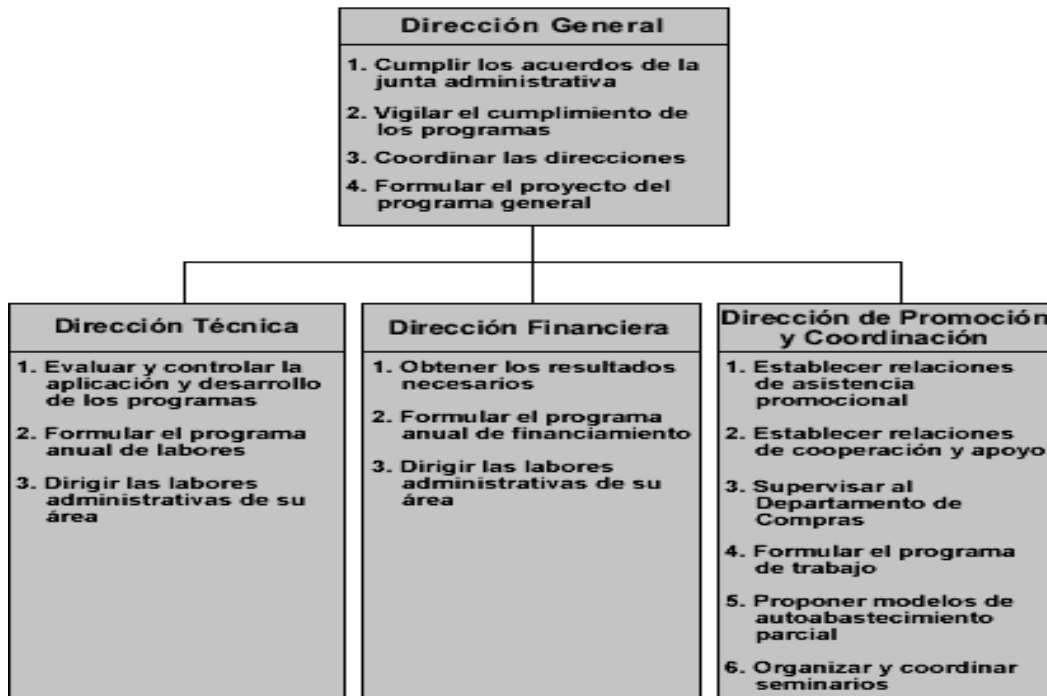 Dirección General
1. Cumplir los acuerdos de la
junta administrativa
2. Vigilar el cumplimiento de
los programas
3. Coordinar las direcciones
4. Formular el proyecto del
programa general
Dirección Técnica
1. Evaluar y controlar la
aplicación y desarrollo
de los programas
2. Formular el programa
anual de labores
3. Dirigir las labores
administrativas de su
área
Dirección Financiera
1. Obtener los resultados
necesarios
2. Formular el programa
anual de financiamiento
3. Dirigir las labores
administrativas de su
área
Dirección de Promoción
y Coordinación
1. Establecer relaciones
de asistencia
promocional
2. Establecer relaciones
de cooperación y apoyo
3. Supervisar al
Departamento de
Compras
4. Formular el programa
de trabajo
5. Proponer modelos de
autoabastecimiento
parcial
6. Organizar y coordinar
seminarios